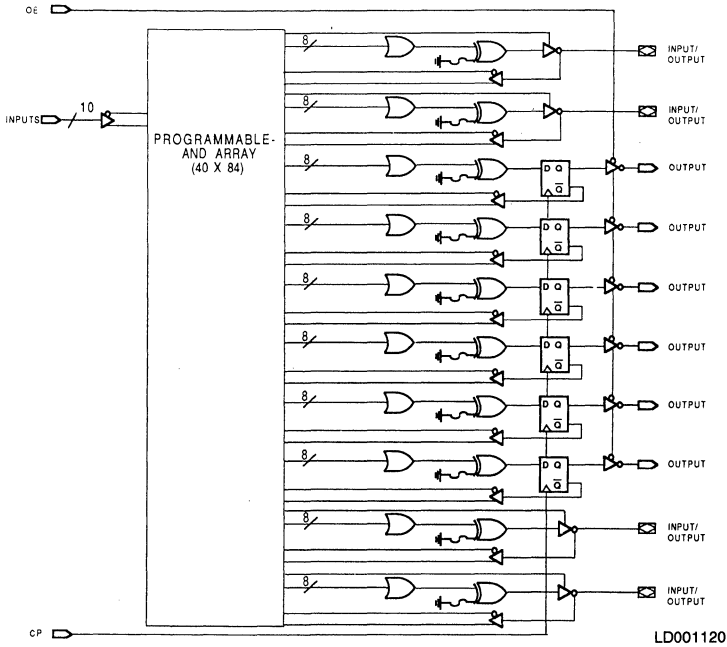 OE
8
INPUT/
OUTPUT
10
INPUTS
8
INPUT/
OUTPUT
PROGRAMMABLE-
AND ARRAY
(40 X 84)
8
D Q
Q̅
OUTPUT
8
D Q
Q̅
OUTPUT
8
D Q
Q̅
OUTPUT
8
D Q
Q̅
OUTPUT
8
D Q
Q̅
OUTPUT
8
D Q
Q̅
OUTPUT
8
INPUT/
OUTPUT
8
INPUT/
OUTPUT
CP
LD001120